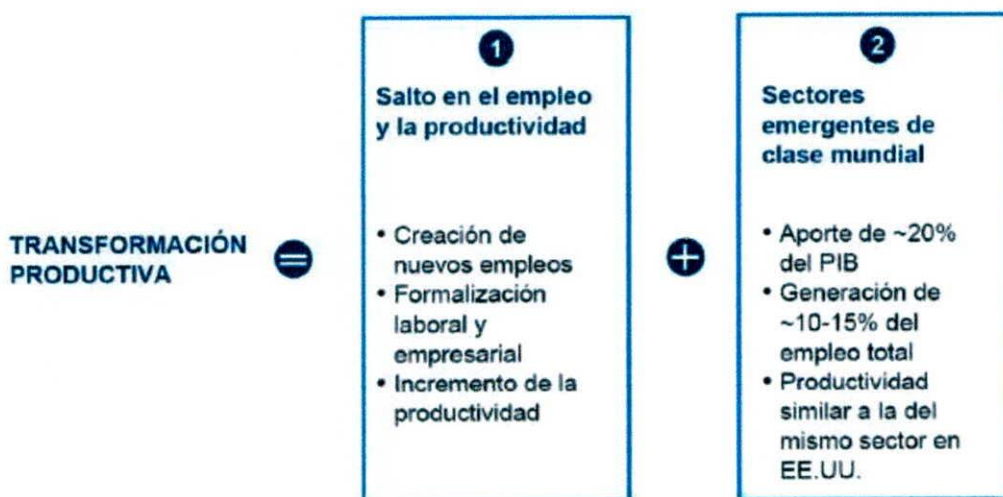 TRANSFORMACIÓN
PRODUCTIVA
=
1
Salto en el empleo
y la productividad
• Creación de
nuevos empleos
• Formalización
laboral y
empresarial
• Incremento de la
productividad
+
2
Sectores
emergentes de
clase mundial
• Aporte de ~20%
del PIB
• Generación de
~10-15% del
empleo total
• Productividad
similar a la del
mismo sector en
EE.UU.